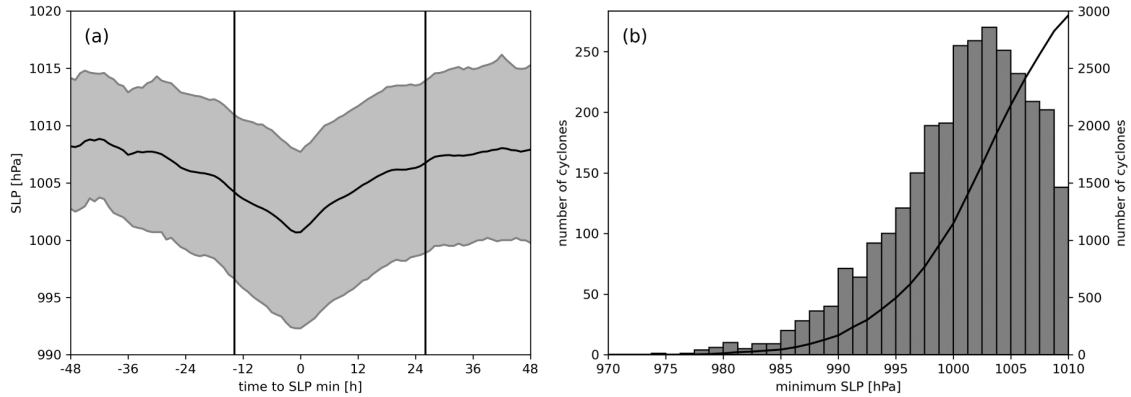 (a)
1020
1015
1010
1005
1000
995
990
SLP [hPa]
-48 -36 -24 -12 0 12 24 36 48
time to SLP min [h]
(b)
250
200
150
100
50
0
number of cyclones
970 975 980 985 990 995 1000 1005 1010
minimum SLP [hPa]
3000
2500
2000
1500
1000
500
0
number of cyclones